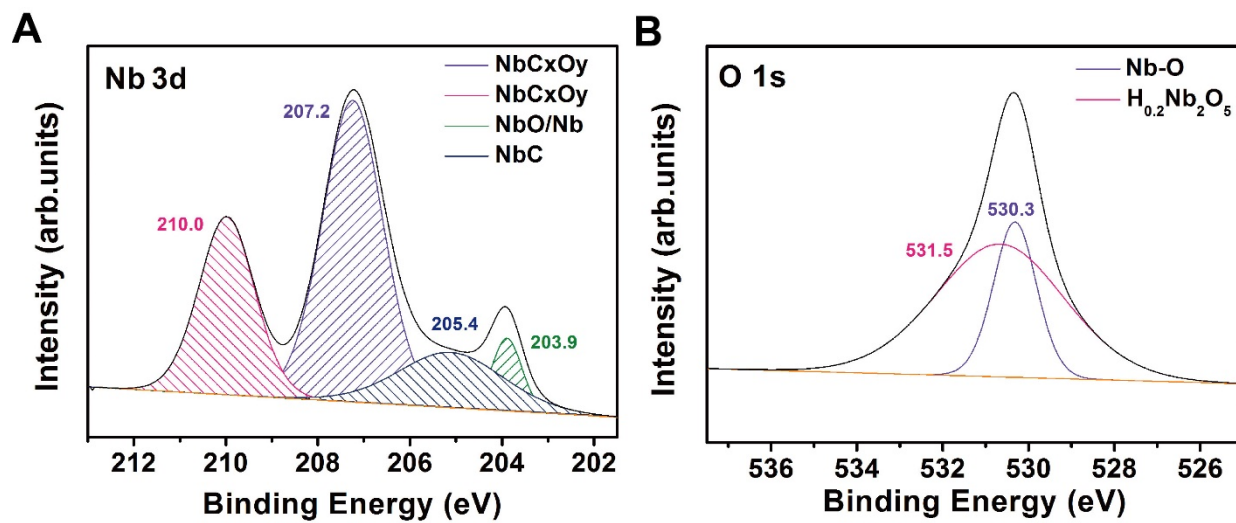 A
Nb 3d
NbCxOy
NbCxOy
NbO/Nb
NbC
207.2
210.0
205.4
203.9
Intensity (arb.units)
212 210 208 206 204 202
Binding Energy (eV)
B
O 1s
Nb-O
H0.2Nb2O5
530.3
531.5
Intensity (arb.units)
536 534 532 530 528 526
Binding Energy (eV)